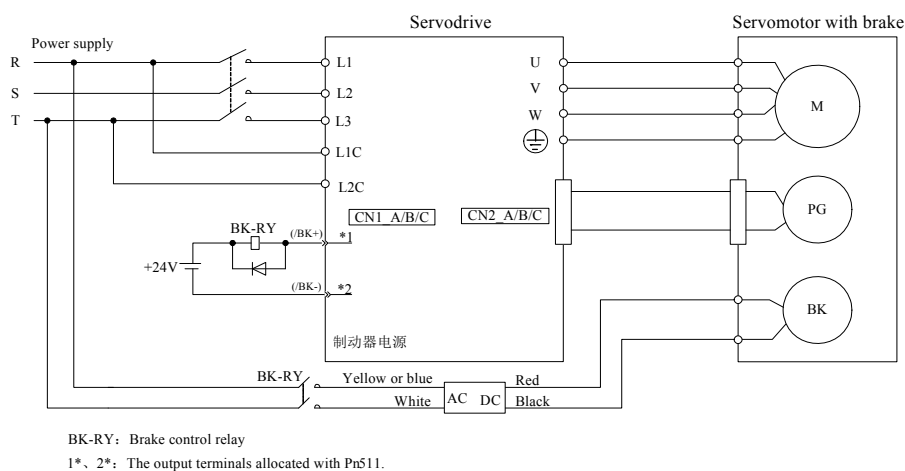 Servodrive
Servomotor with brake
Power supply
R
S
T
L1
L2
L3
L1C
L2C
U
V
W
M
CN1_A/B/C
CN2_A/B/C
PG
BK-RY
(/BK+)
*1
+24V
(/BK-)
*2
BK
制动器电源
BK-RY
Yellow or blue
White
AC
DC
Red
Black
BK-RY：Brake control relay
1*、2*：The output terminals allocated with Pn511.